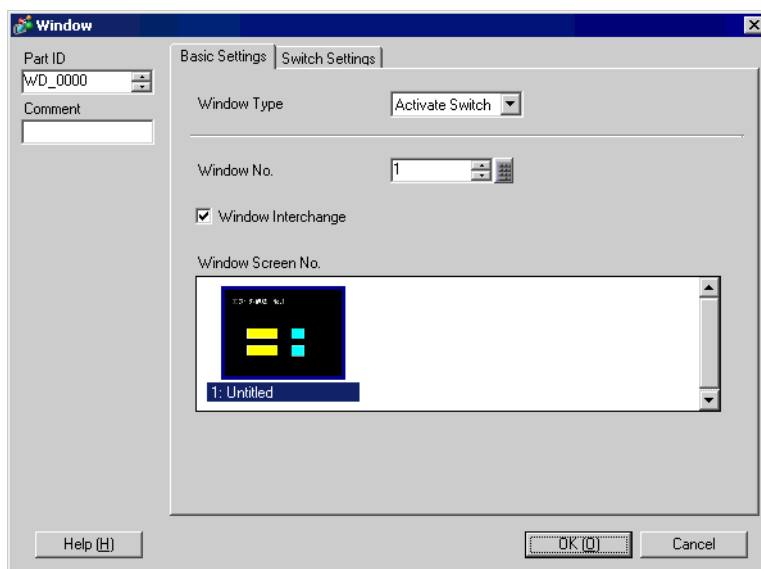 Window
Part ID
WD_0000
Comment
Basic Settings
Switch Settings
Window Type
Activate Switch
Window No.
1
Window Interchange
Window Screen No.
1: Untitled
Help (H)
OK (O)
Cancel